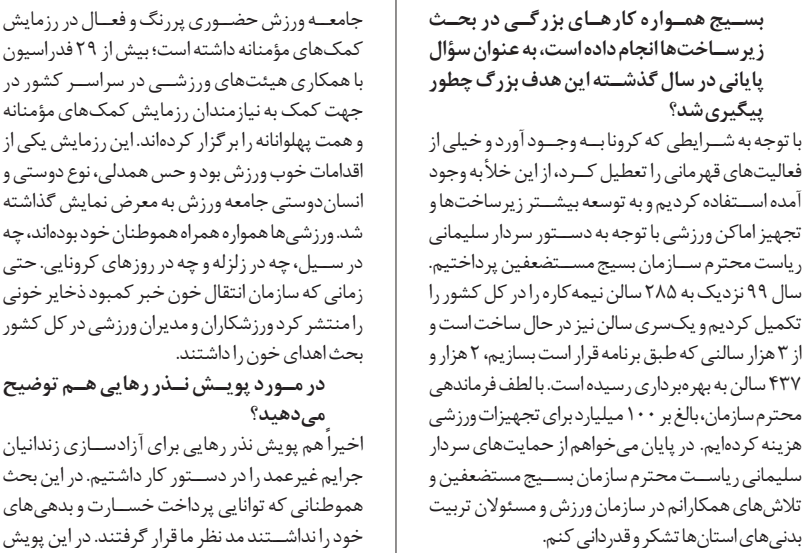 بسـیج همـواره کارهـای بزرگـی در بحـث
زیرسـاخت‌ها انجام داده است، به عنوان سؤال
پایانی در سال گذشـته این هدف بزرگ چطور
پیگیری شد؟
با توجه به شـرایطی که کرونا بـه وجـود آورد و خیلی از
فعالیت‌های قهرمانی را تعطیل کـرد، از این خلأ به وجود
آمده اسـتفاده کردیم و به توسعه بیشـتر زیرساخت‌ها و
تجهیز اماکن ورزشی با توجه به دسـتور سردار سلیمانی
ریاست محترم سـازمان بسیج مسـتضعفین پرداختیم.
سال ۹۹ نزدیک به ۲۸۵ سالن نیمه‌کاره را در کل کشور را
تکمیل کردیم و یک‌سری سالن نیز در حال ساخت است و
از ۳ هزار سالنی که طبق برنامه قرار است بسازیم، ۲ هزار و
۴۳۷ سالن به بهره‌برداری رسیده است. با لطف فرماندهی
محترم سازمان، بالغ بر ۱۰۰ میلیارد برای تجهیزات ورزشی
هزینه کرده‌ایم. در پایان می‌خواهم از حمایت‌های سردار
سلیمانی ریاسـت محترم سازمان بسـیج مستضعفین و
تلاش‌های همکارانم در سازمان ورزش و مسئولان تربیت
بدنی‌های استان‌ها تشکر و قدردانی کنم.
جامعـه ورزش حضـوری پررنگ و فعـال در رزمایش
کمک‌های مؤمنانه داشته است؛ بیش از ۲۹ فدراسیون
با همکاری هیئت‌های ورزشـی در سراسـر کشور در
جهت کمک به نیازمندان رزمایش کمک‌های مؤمنانه
و همت پهلوانانه را برگزار کرده‌اند. این رزمایش یکی از
اقدامات خوب ورزش بود و حس همدلی، نوع دوستی و
انسان‌دوستی جامعه ورزش به معرض نمایش گذاشته
شد. ورزشی‌ها همواره همراه هموطنان خود بوده‌اند، چه
در سـیل، چه در زلزله و چه در روزهای کرونایی. حتی
زمانی که سازمان انتقال خون خبر کمبود ذخایر خونی
را منتشر کرد ورزشکاران و مدیران ورزشی در کل کشور
بحث اهدای خون را داشتند.
در مـورد پویـش نـذر رهایی هـم توضیح
می‌دهید؟
اخیراً هم پویش نذر رهایی برای آزادسـازی زندانیان
جرایم غیرعمد را در دسـتور کار داشتیم. در این بحث
هموطنانی که توانایی پرداخت خسـارت و بدهی‌های
خود را نداشـتند مد نظر ما قرار گرفتند. در این پویش